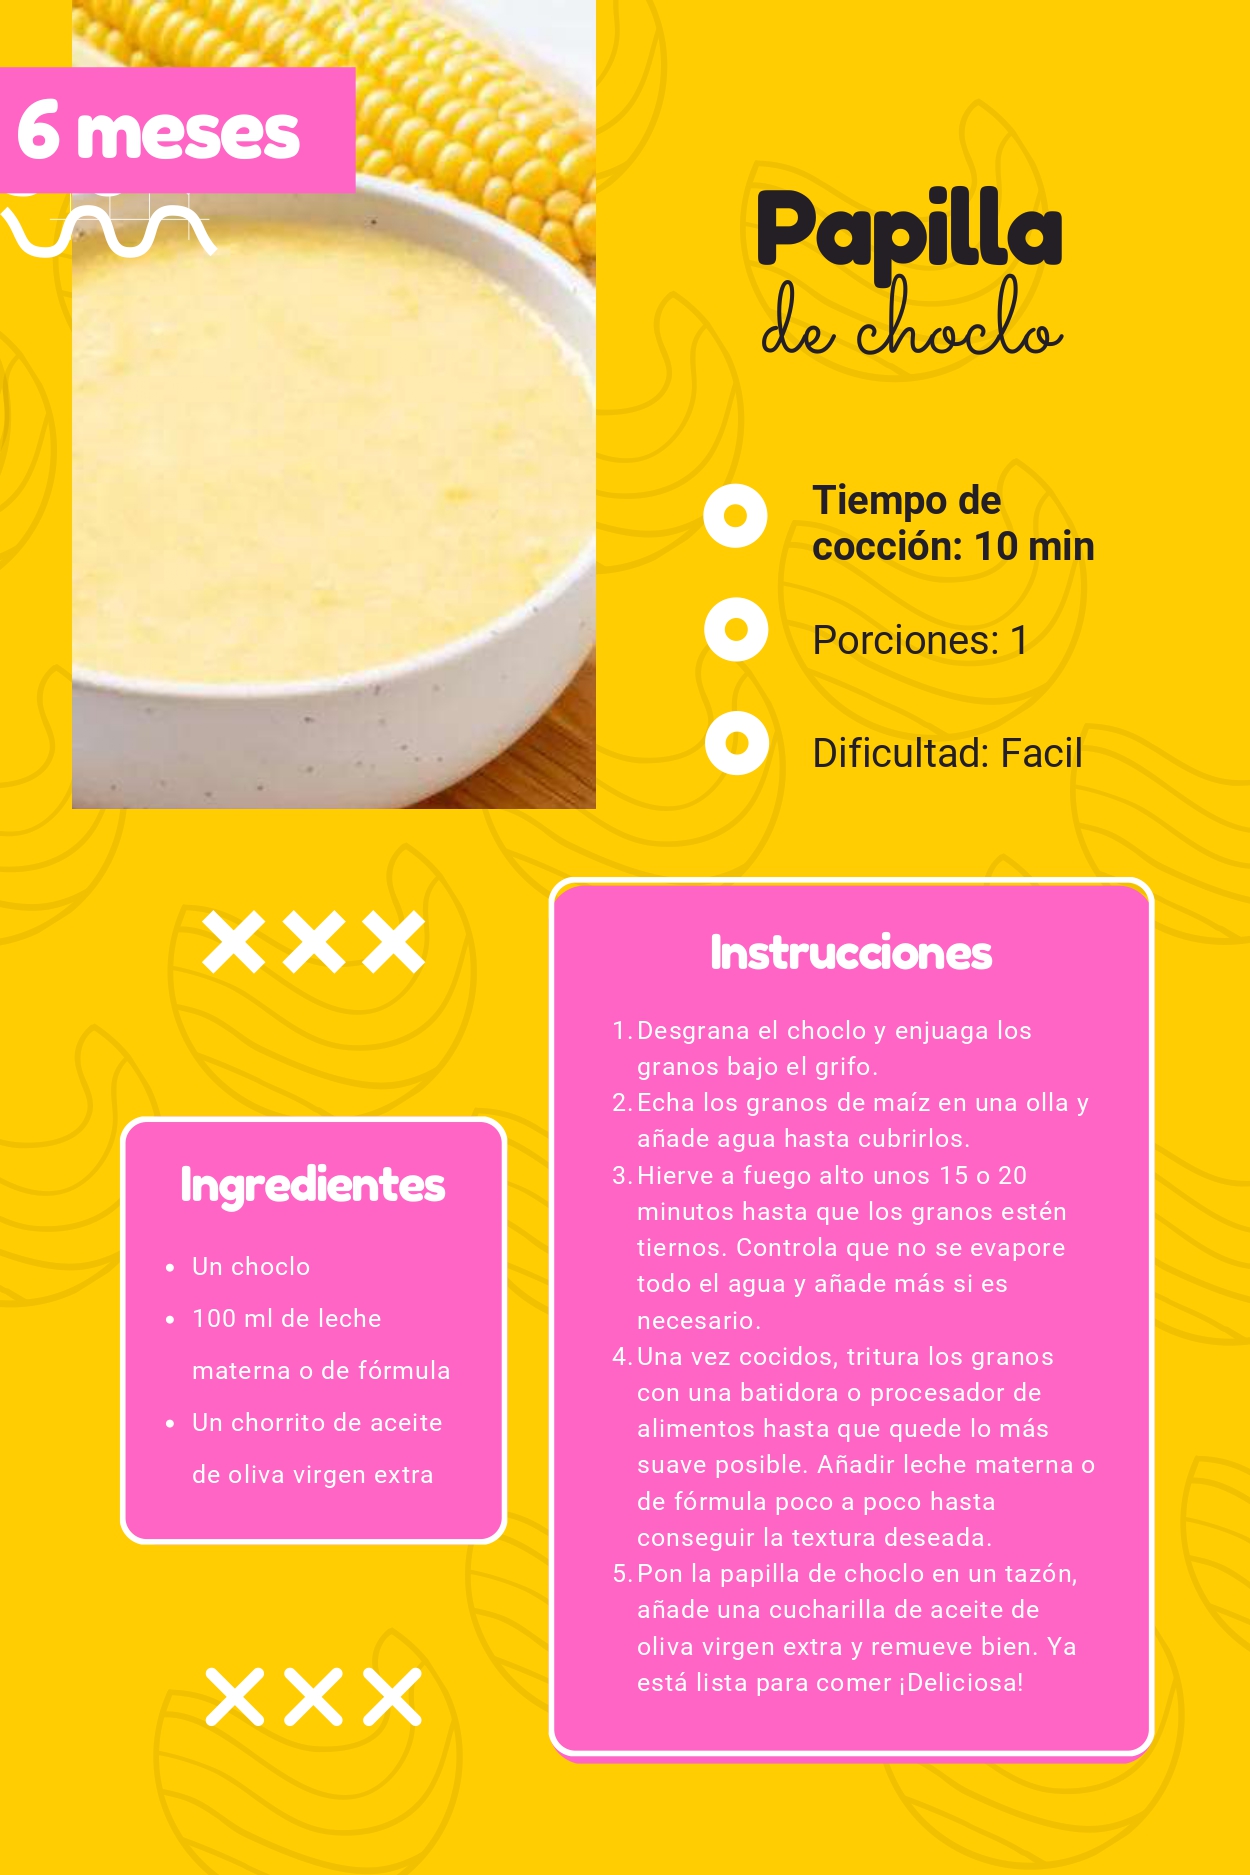 6 meses
Papilla
de choclo
Tiempo de
cocción: 10 min
Porciones: 1
Dificultad: Facil
Ingredientes
• Un choclo
• 100 ml de leche
materna o de fórmula
• Un chorrito de aceite
de oliva virgen extra
Instrucciones
1. Desgrana el choclo y enjuaga los
granos bajo el grifo.
2. Echa los granos de maíz en una olla y
añade agua hasta cubrirlos.
3. Hierve a fuego alto unos 15 o 20
minutos hasta que los granos estén
tiernos. Controla que no se evapore
todo el agua y añade más si es
necesario.
4. Una vez cocidos, tritura los granos
con una batidora o procesador de
alimentos hasta que quede lo más
suave posible. Añadir leche materna o
de fórmula poco a poco hasta
conseguir la textura deseada.
5. Pon la papilla de choclo en un tazón,
añade una cucharilla de aceite de
oliva virgen extra y remueve bien. Ya
está lista para comer ¡Deliciosa!